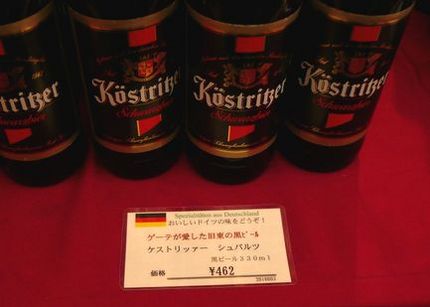 Köstritzer
Schwarzbier
Köstritzer
Schwarzbier
Köstritzer
Schwarzbier
Köstritzer
Schwarzbier
Spezialitäten aus Deutschland
おいしいドイツの味をどうぞ！
ゲーテが愛した旧東の黒ﾋﾞｰﾙ
ケストリッァー シュバルツ
黒ビール330ml
価格 ¥462